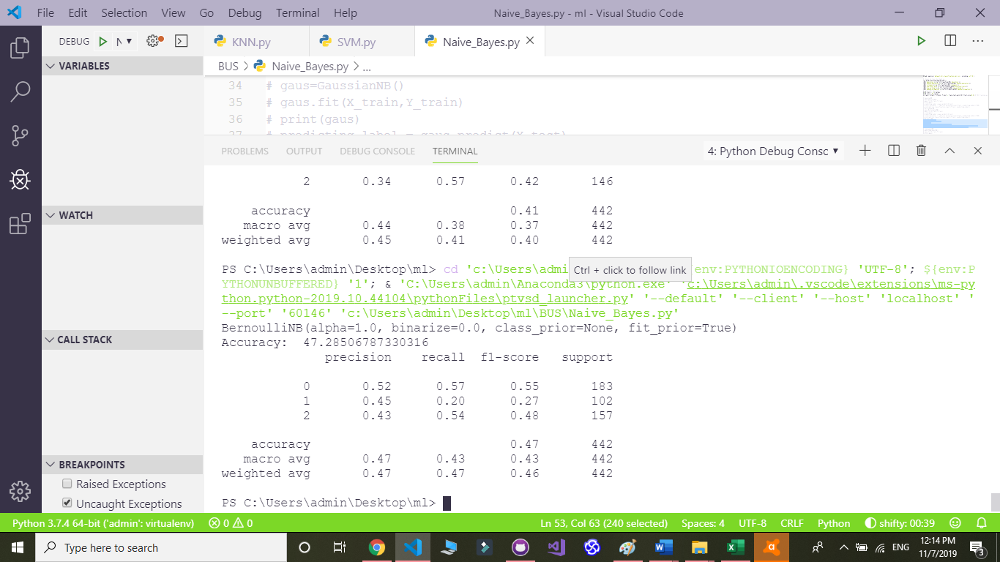 File Edit Selection View Go Debug Terminal Help Naive_Bayes.py - ml - Visual Studio Code
DEBUG N
KNN.py SVM.py Naive_Bayes.py
BUS > Naive_Bayes.py > ...
VARIABLES
34 # gaus=GaussianNB()
35 # gaus.fit(X_train,Y_train)
36 # print(gaus)
37 # predicting_label = gaus.predict(X_test)
PROBLEMS OUTPUT DEBUG CONSOLE TERMINAL 4: Python Debug Consc
2 0.34 0.57 0.42 146
accuracy 0.41 442
macro avg 0.44 0.38 0.37 442
weighted avg 0.45 0.41 0.40 442
WATCH
PS C:\Users\admin\Desktop\ml> cd 'c:\Users\admi {env:PYTHONIOENCODING} 'UTF-8'; ${env:P
Ctrl + click to follow link
YTHONUNBUFFERED} '1'; & 'C:\Users\admin\Anaconda3\python.exe' 'c:\Users\admin\.vscode\extensions\ms-py
thon.python-2019.10.44104\pythonFiles\ptvsd_launcher.py' '--default' '--client' '--host' 'localhost' '
--port' '60146' 'c:\Users\admin\Desktop\ml\BUS\Naive_Bayes.py'
BernoulliNB(alpha=1.0, binarize=0.0, class_prior=None, fit_prior=True)
Accuracy: 47.28506787330316
precision recall f1-score support
0 0.52 0.57 0.55 183
1 0.45 0.20 0.27 102
2 0.43 0.54 0.48 157
accuracy 0.47 442
macro avg 0.47 0.43 0.43 442
weighted avg 0.47 0.47 0.46 442
PS C:\Users\admin\Desktop\ml>
CALL STACK
BREAKPOINTS
Raised Exceptions
Uncaught Exceptions
Python 3.7.4 64-bit ('admin': virtualenv) 0 0 Ln 53, Col 63 (240 selected) Spaces: 4 UTF-8 CRLF Python shifty: 00:39
Type here to search
ENG
12:14 PM
11/7/2019
3